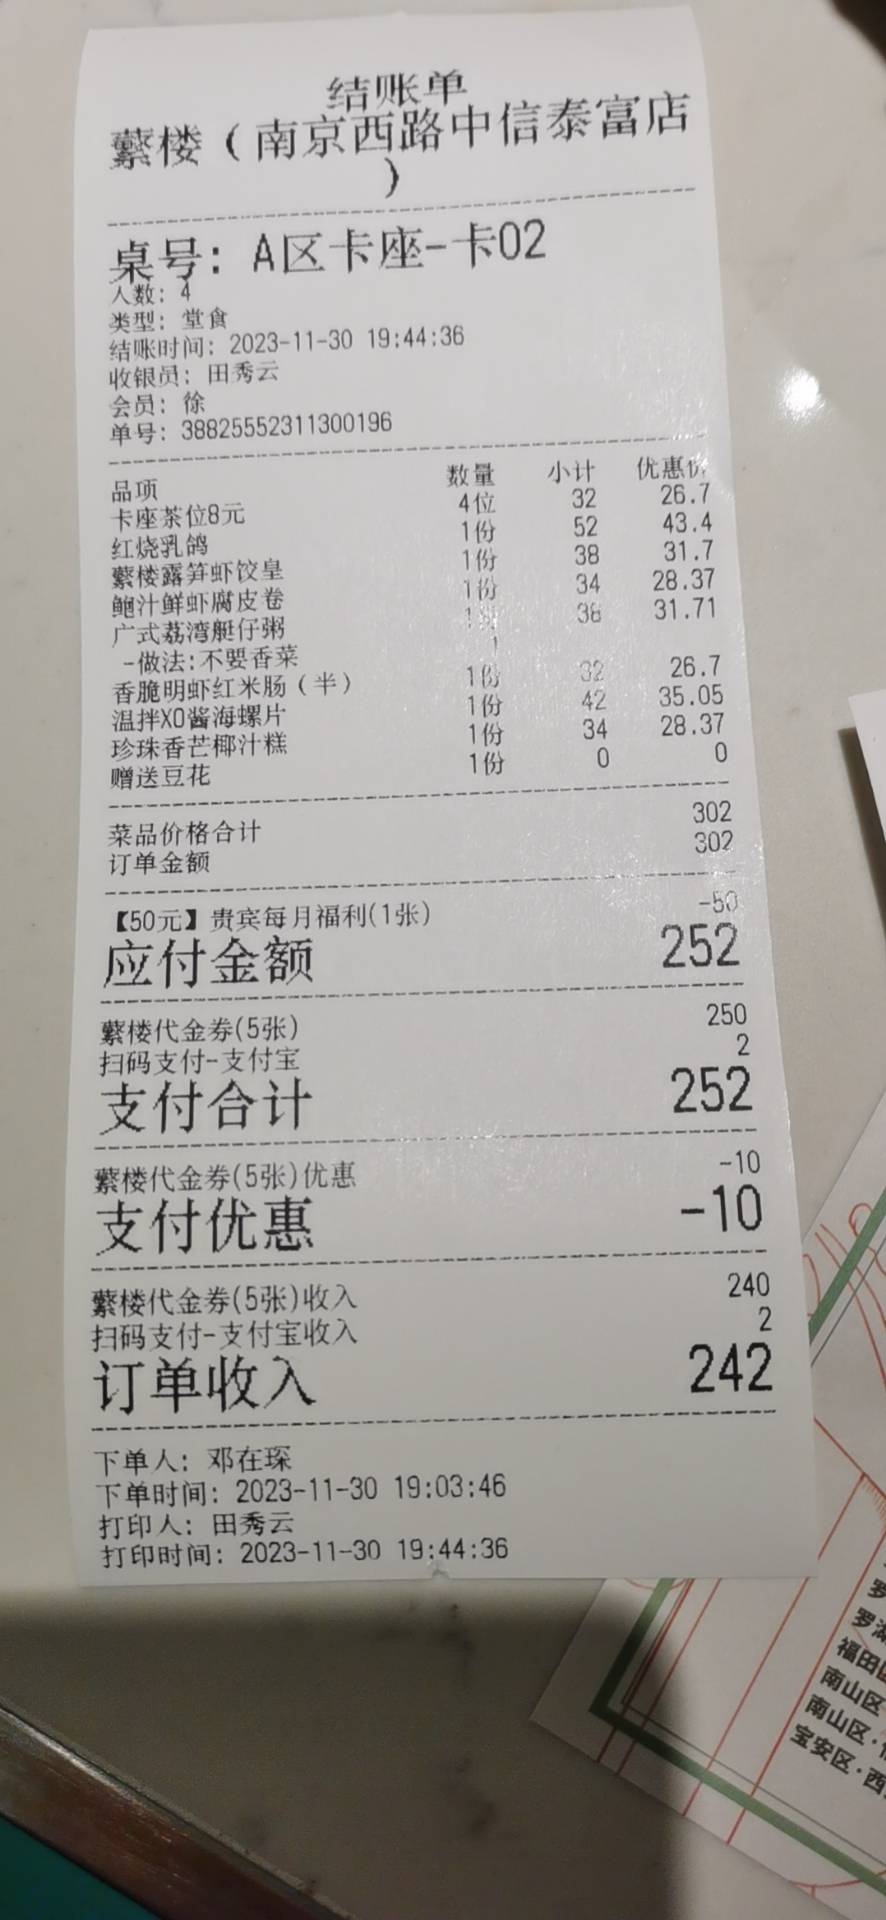 结账单
蘩楼（南京西路中信泰富店
）
桌号: A区卡座-卡02
人数: 4
类型: 堂食
结账时间: 2023-11-30 19:44:36
收银员: 田秀云
会员: 徐
单号: 38825552311300196
品项 数量 小计 优惠价
卡座茶位8元 4位 32 26.7
红烧乳鸽 1份 52 43.4
蘩楼露笋虾饺皇 1份 38 31.7
鲍汁鲜虾腐皮卷 1份 34 28.37
广式荔湾艇仔粥 1份 38 31.71
-做法:不要香菜 1
香脆明虾红米肠（半） 1份 32 26.7
温拌XO酱海螺片 1份 42 35.05
珍珠香芒椰汁糕 1份 34 28.37
赠送豆花 1份 0 0
菜品价格合计 302
订单金额 302
【50元】贵宾每月福利(1张) -50
应付金额 252
蘩楼代金券(5张) 250
扫码支付-支付宝 2
支付合计 252
蘩楼代金券(5张)优惠 -10
支付优惠 -10
蘩楼代金券(5张)收入 240
扫码支付-支付宝收入 2
订单收入 242
下单人: 邓在琛
下单时间: 2023-11-30 19:03:46
打印人: 田秀云
打印时间: 2023-11-30 19:44:36
罗
罗湖
福田区
南山区
南山区·
宝安区·西